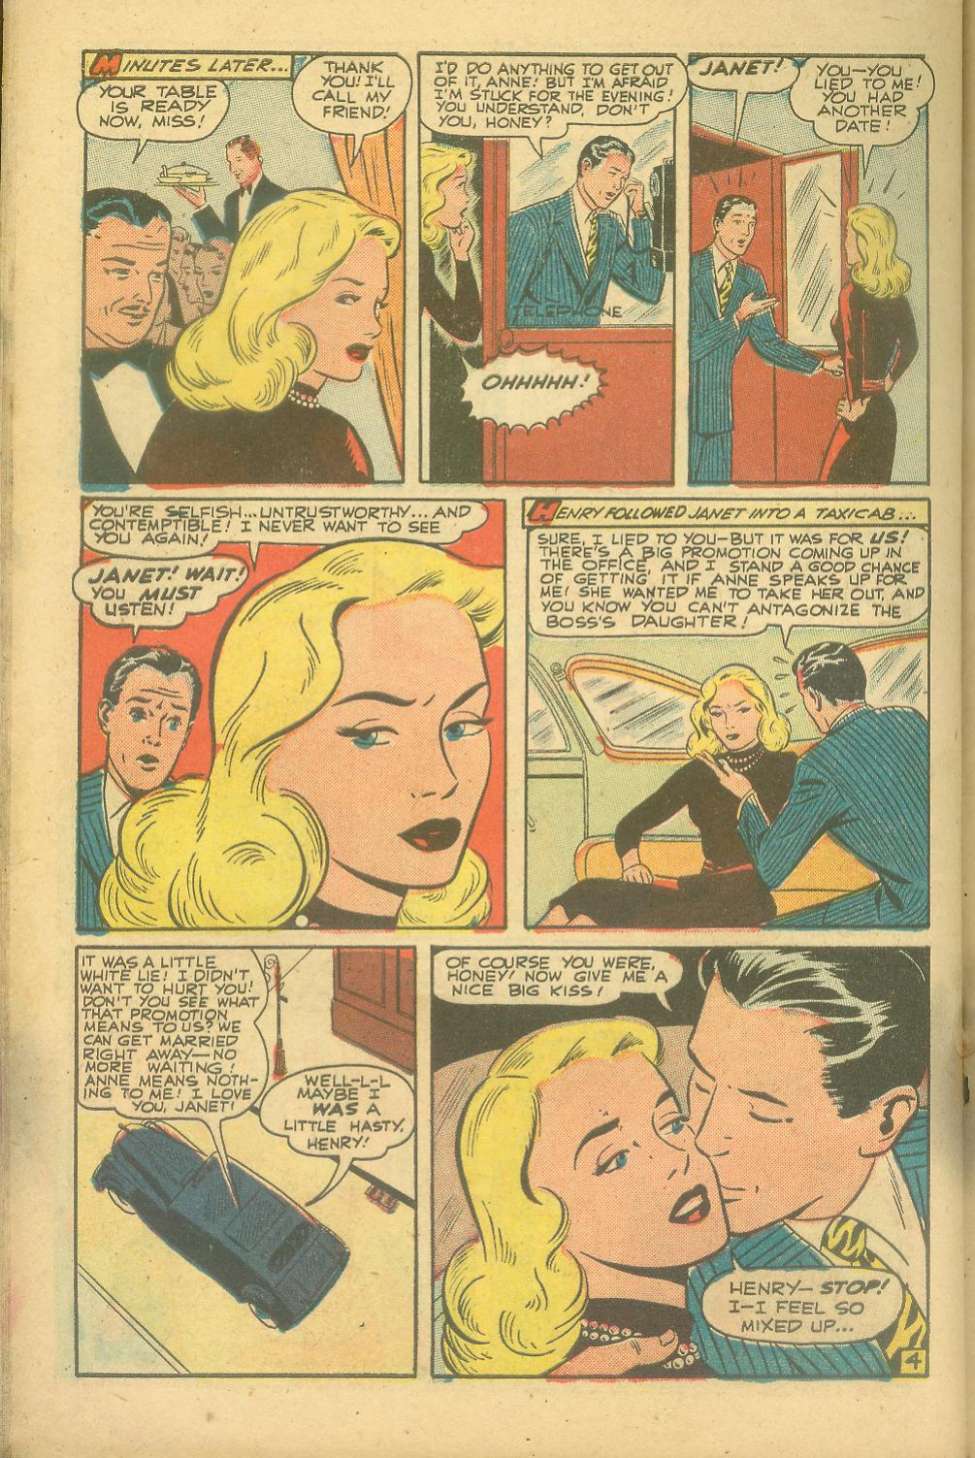 MINUTES LATER...
YOUR TABLE
IS READY
NOW, MISS!
THANK
YOU! I'LL
CALL MY
FRIEND!
I'D DO ANYTHING TO GET OUT
OF IT, ANNE! BUT I'M AFRAID
I'M STUCK FOR THE EVENING!
YOU UNDERSTAND, DON'T
YOU, HONEY?
TELEPHONE
OHHHHH!
JANET!
YOU—YOU
LIED TO ME!
YOU HAD
ANOTHER
DATE!
YOU'RE SELFISH...UNTRUSTWORTHY...AND
CONTEMPTIBLE! I NEVER WANT TO SEE
YOU AGAIN!
JANET! WAIT!
YOU MUST
LISTEN!
HENRY FOLLOWED JANET INTO A TAXICAB...
SURE, I LIED TO YOU—BUT IT WAS FOR US!
THERE'S A BIG PROMOTION COMING UP IN
THE OFFICE, AND I STAND A GOOD CHANCE
OF GETTING IT IF ANNE SPEAKS UP FOR
ME! SHE WANTED ME TO TAKE HER OUT, AND
YOU KNOW YOU CAN'T ANTAGONIZE THE
BOSS'S DAUGHTER!
IT WAS A LITTLE
WHITE LIE! I DIDN'T
WANT TO HURT YOU!
DON'T YOU SEE WHAT
THAT PROMOTION
MEANS TO US? WE
CAN GET MARRIED
RIGHT AWAY—NO
MORE WAITING!
ANNE MEANS NOTH-
ING TO ME! I LOVE
YOU, JANET!
WELL-L-L
MAYBE I
WAS A
LITTLE HASTY,
HENRY!
OF COURSE YOU WERE,
HONEY! NOW GIVE ME A
NICE BIG KISS!
HENRY—STOP!
I-I FEEL SO
MIXED UP...
4